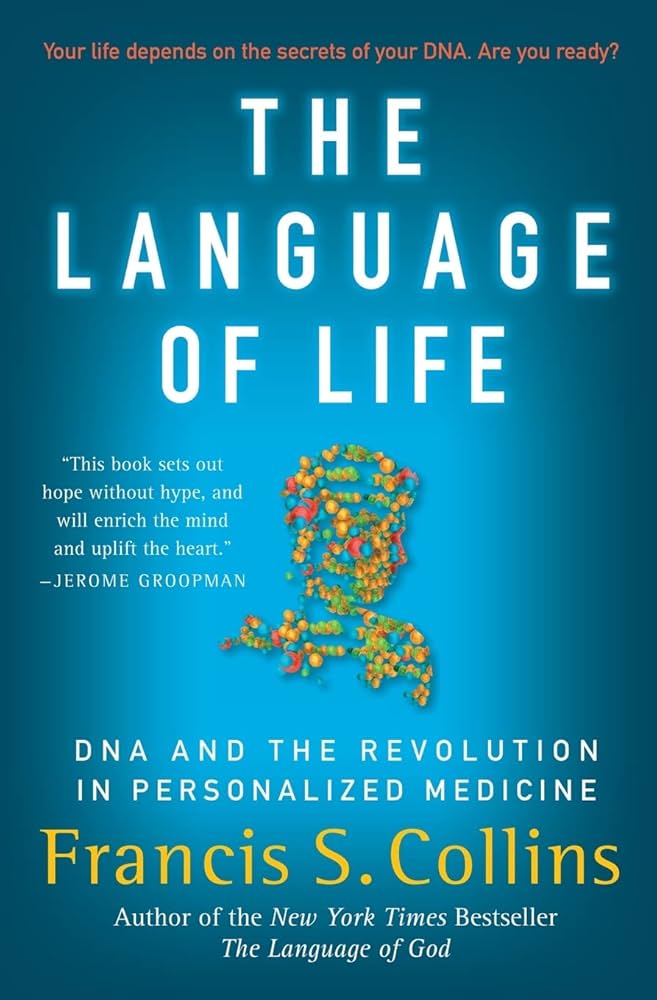 Your life depends on the secrets of your DNA. Are you ready?
THE
LANGUAGE
OF LIFE
“This book sets out
hope without hype, and
will enrich the mind
and uplift the heart.”
—JEROME GROOPMAN
DNA AND THE REVOLUTION
IN PERSONALIZED MEDICINE
Francis S. Collins
Author of the New York Times Bestseller
The Language of God